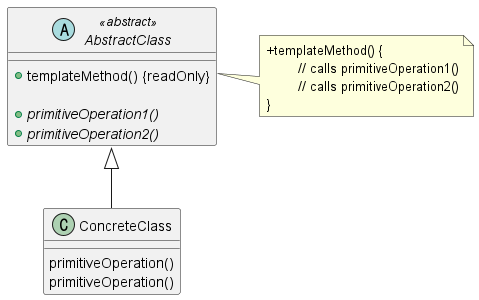 A
«abstract»
AbstractClass
templateMethod() {readOnly}
primitiveOperation1()
primitiveOperation2()
+templateMethod() {
// calls primitiveOperation1()
// calls primitiveOperation2()
}
C
ConcreteClass
primitiveOperation()
primitiveOperation()